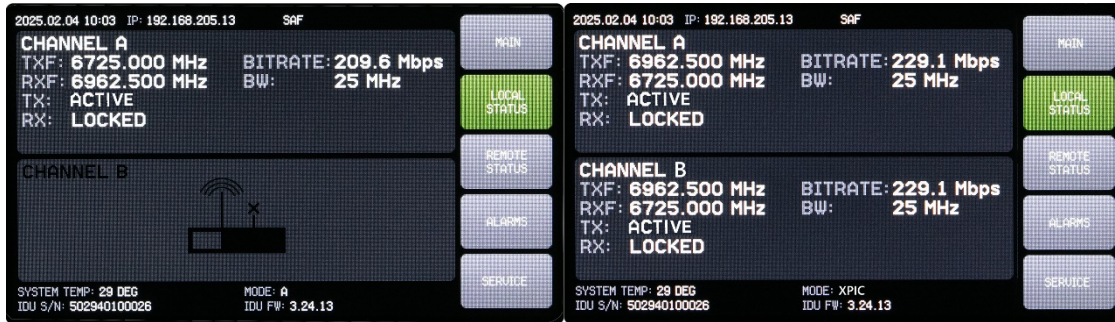 2025.02.04 10:03 IP: 192.168.205.13 SAF
CHANNEL A
TXF: 6725.000 MHz BITRATE: 209.6 Mbps
RXF: 6962.500 MHz BW: 25 MHz
TX: ACTIVE
RX: LOCKED
CHANNEL B
SYSTEM TEMP: 29 DEG MODE: A
IDU S/N: 502940100026 IDU FW: 3.24.13
MAIN
LOCAL
STATUS
REMOTE
STATUS
ALARMS
SERVICE
2025.02.04 10:03 IP: 192.168.205.13 SAF
CHANNEL A
TXF: 6962.500 MHz BITRATE: 229.1 Mbps
RXF: 6725.000 MHz BW: 25 MHz
TX: ACTIVE
RX: LOCKED
CHANNEL B
TXF: 6962.500 MHz BITRATE: 229.1 Mbps
RXF: 6725.000 MHz BW: 25 MHz
TX: ACTIVE
RX: LOCKED
SYSTEM TEMP: 29 DEG MODE: XPIC
IDU S/N: 502940100026 IDU FW: 3.24.13
MAIN
LOCAL
STATUS
REMOTE
STATUS
ALARMS
SERVICE